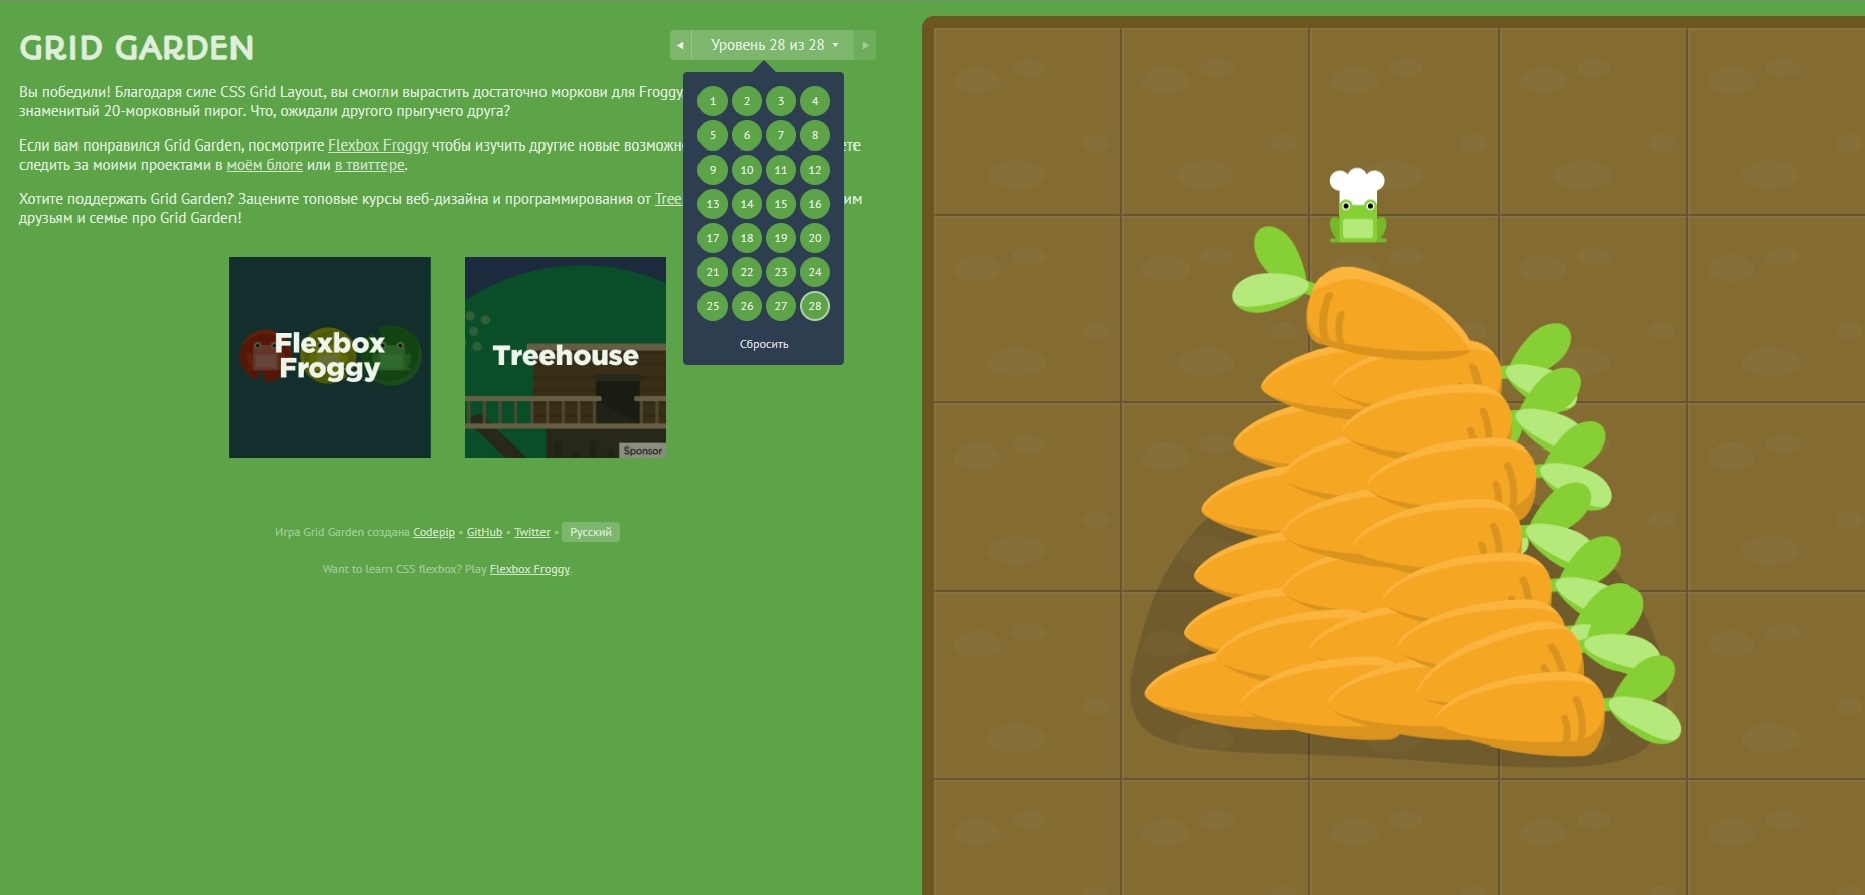 GRID GARDEN
Уровень 28 из 28
Вы победили! Благодаря силе CSS Grid Layout, вы смогли вырастить достаточно моркови для Froggy
знаменитый 20-морковный пирог. Что, ожидали другого прыгучего друга?
Если вам понравился Grid Garden, посмотрите Flexbox Froggy чтобы изучить другие новые
следить за моими проектами в моём блоге или в твиттере.
Хотите поддержать Grid Garden? Зацените топовые курсы веб-дизайна и программирования от Tree
друзьям и семье про Grid Garden!
1 2 3 4
5 6 7 8
9 10 11 12
13 14 15 16
17 18 19 20
21 22 23 24
25 26 27 28
Сбросить
Flexbox
Froggy
Treehouse
Sponsor
Игра Grid Garden создана Codepip • GitHub • Twitter • Русский
Want to learn CSS flexbox? Play Flexbox Froggy.